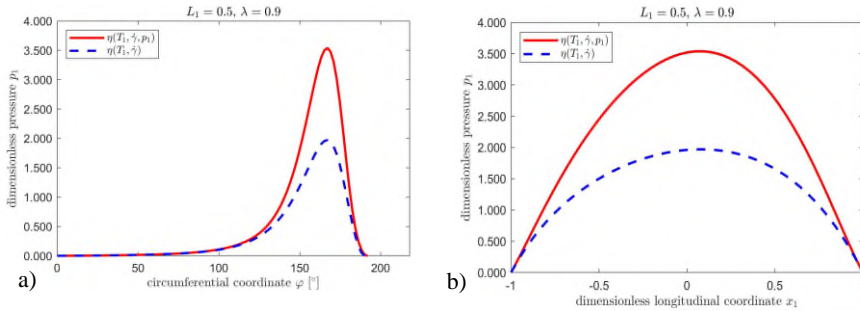 L₁ = 0.5, λ = 0.9
4.000
3.500
3.000
2.500
2.000
1.500
1.000
0.500
0.000
dimensionless pressure p₁
η(T₁, γ̇, p₁)
η(T₁, γ̇)
0 50 100 150 200
circumferential coordinate φ [°]
a)
L₁ = 0.5, λ = 0.9
4.000
3.500
3.000
2.500
2.000
1.500
1.000
3.500
3.000
dimensionless pressure p₁
η(T₁, γ̇, p₁)
η(T₁, γ̇)
-1 -0.5 0 0.5
dimensionless longitudinal coordinate x₁
b)